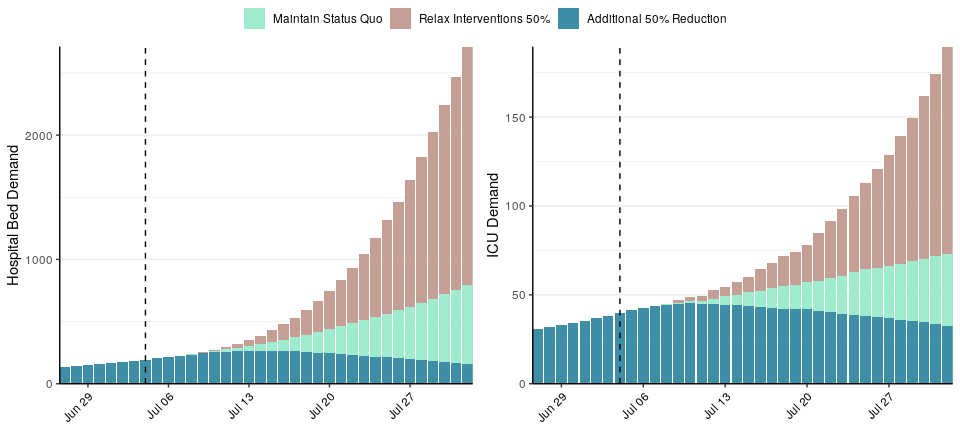 Maintain Status Quo Relax Interventions 50% Additional 50% Reduction
Hospital Bed Demand
2000
1000
0
Jun 29 Jul 06 Jul 13 Jul 20 Jul 27
ICU Demand
150
100
50
0
Jun 29 Jul 06 Jul 13 Jul 20 Jul 27